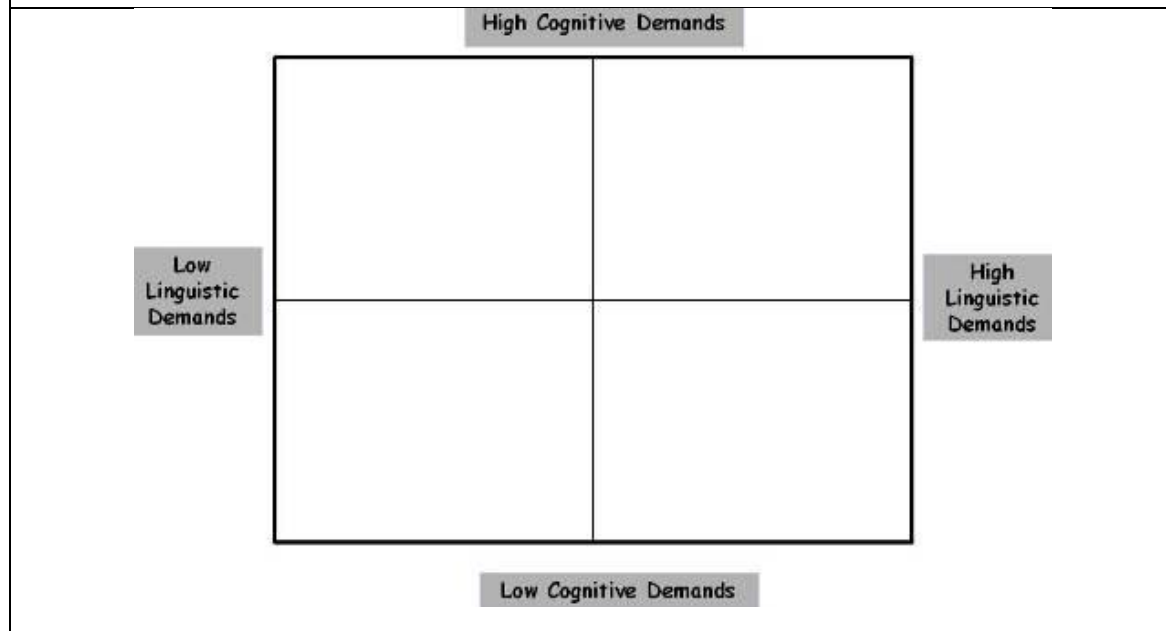 High Cognitive Demands
Low
Linguistic
Demands
High
Linguistic
Demands
Low Cognitive Demands